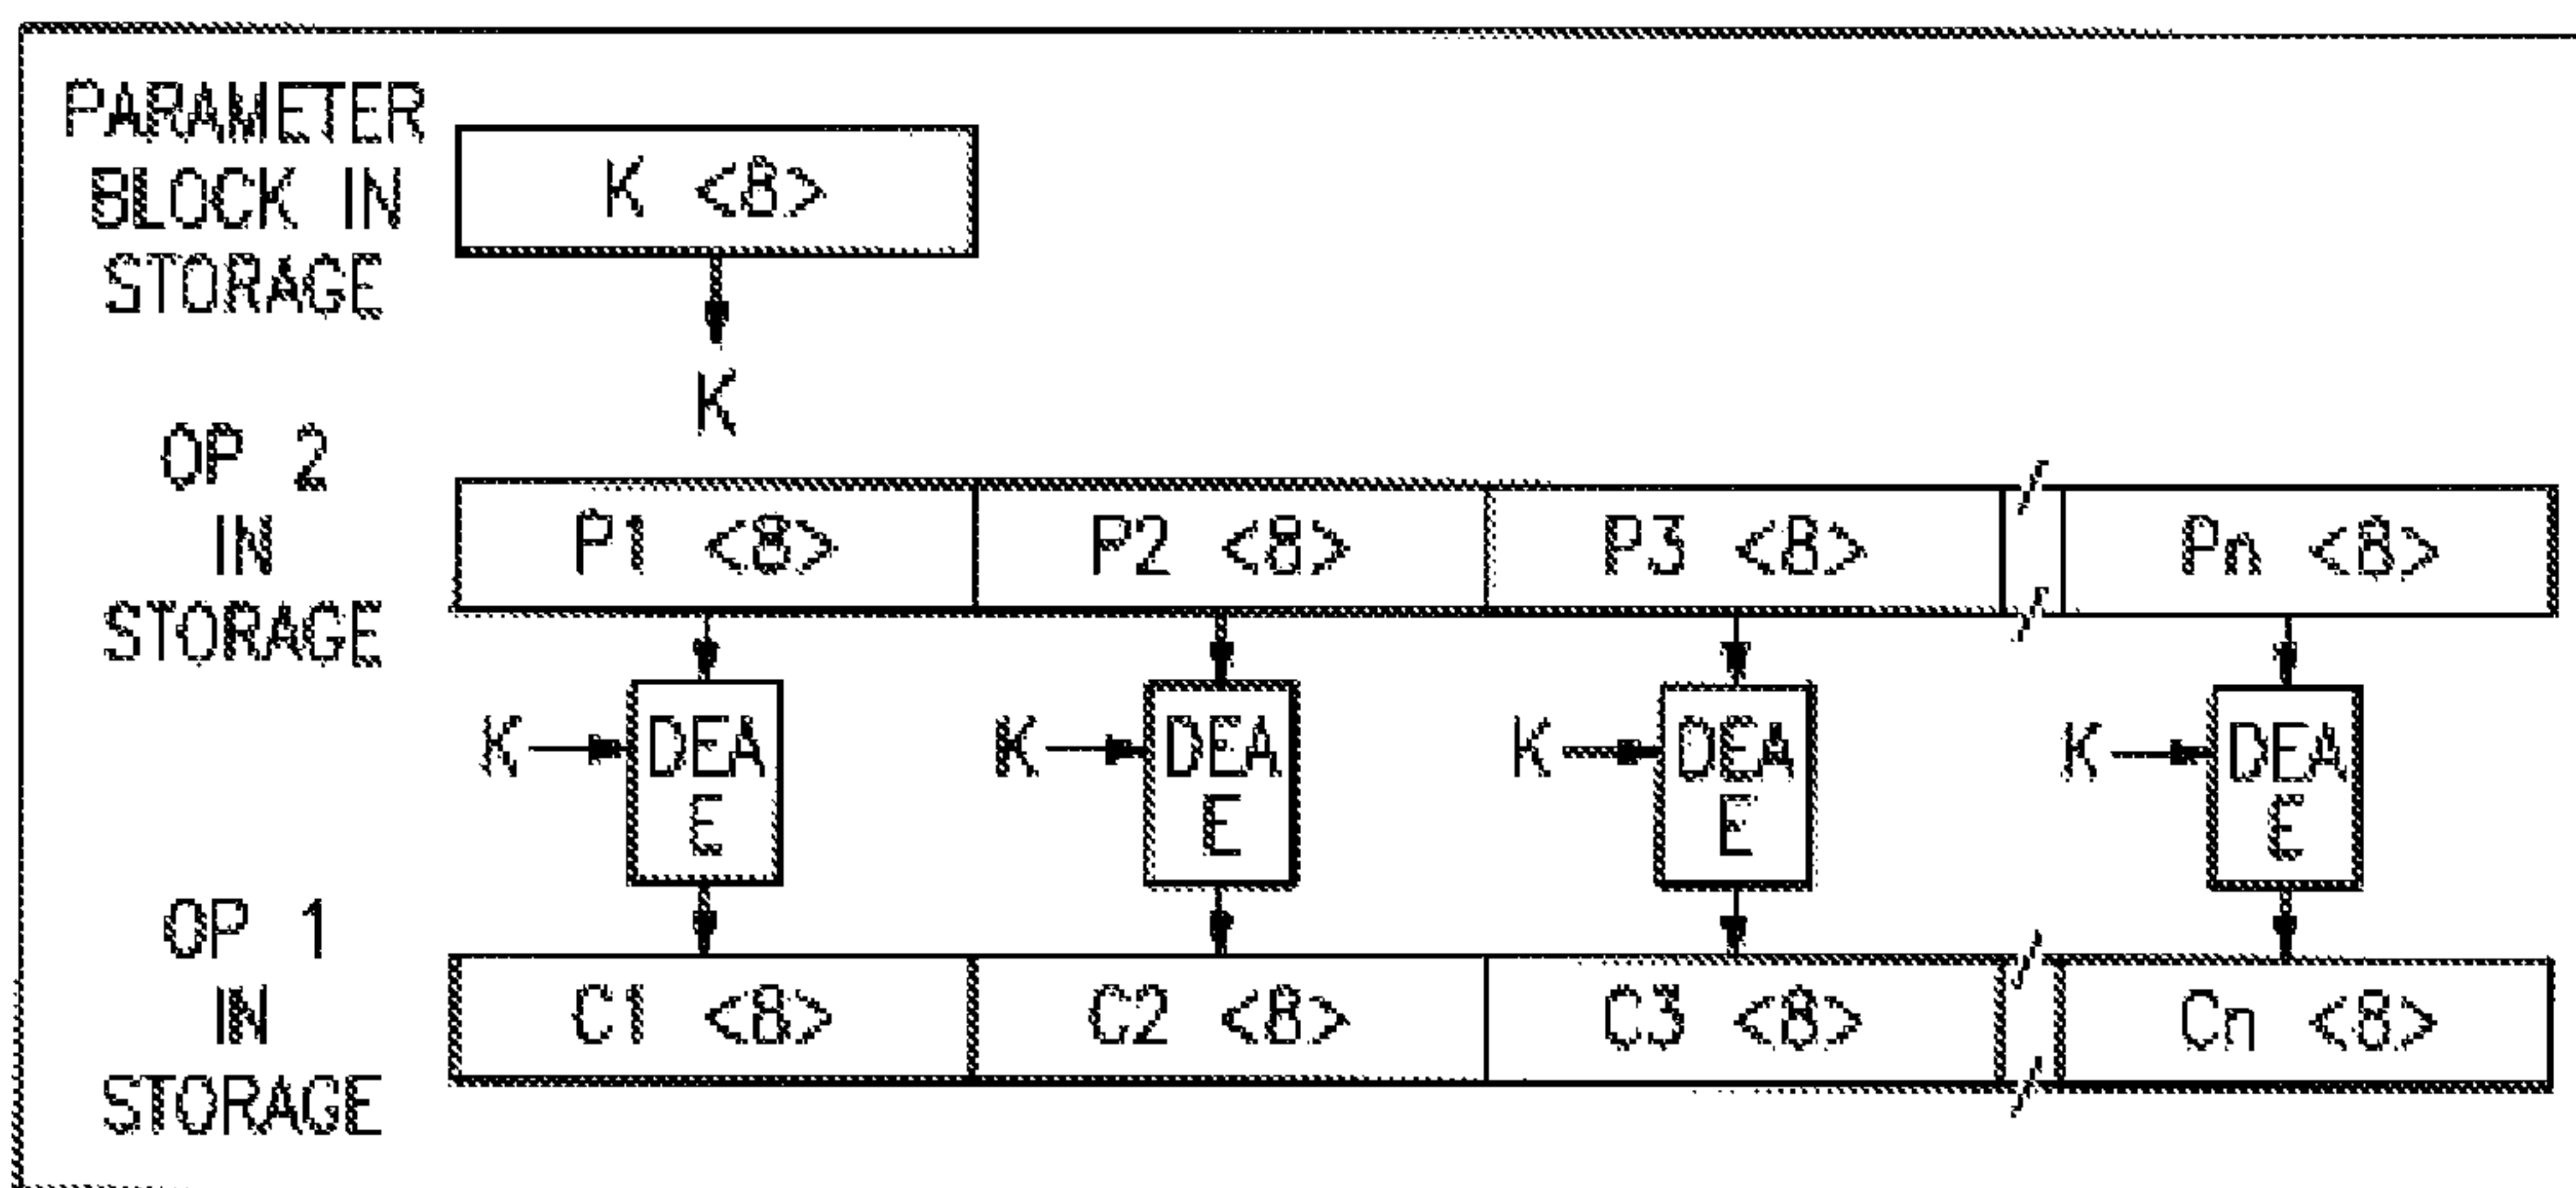 PARAMETER
BLOCK IN
STORAGE
K <8>
K
OP 2
IN
STORAGE
P1 <8>
P2 <8>
P3 <8>
Pn <8>
K
DEA
E
K
DEA
E
K
DEA
E
K
DEA
E
OP 1
IN
STORAGE
C1 <8>
C2 <8>
C3 <8>
Cn <8>